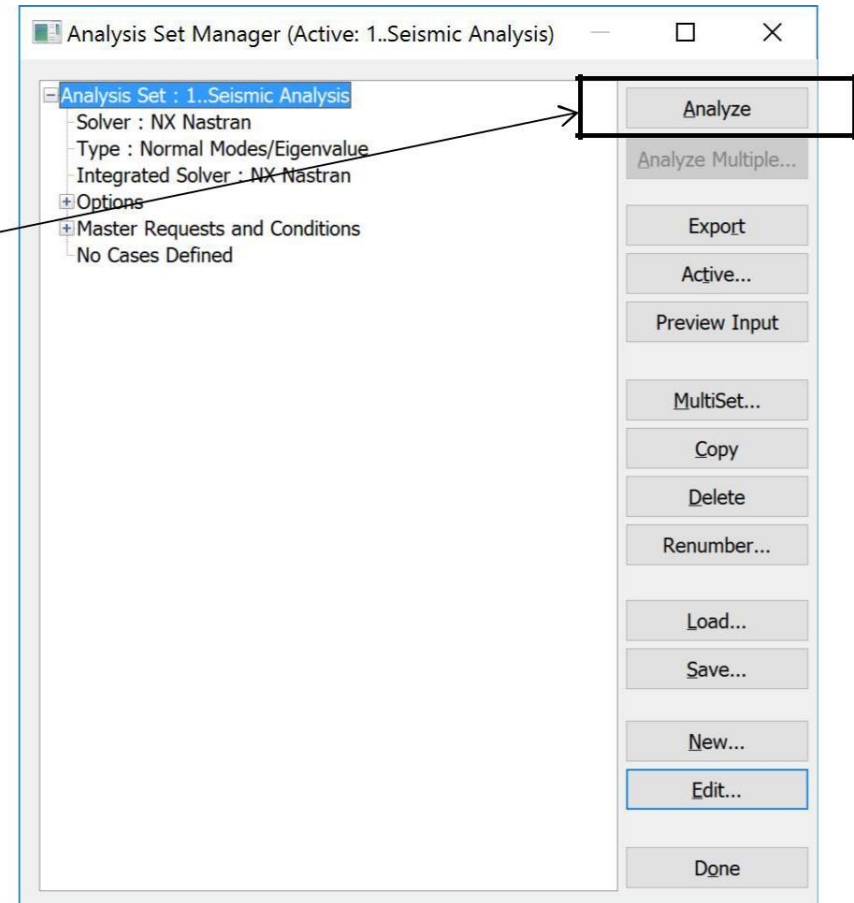 Analysis Set Manager (Active: 1..Seismic Analysis)
Analysis Set : 1..Seismic Analysis
Solver : NX Nastran
Type : Normal Modes/Eigenvalue
Integrated Solver : NX Nastran
Options
Master Requests and Conditions
No Cases Defined
Analyze
Analyze Multiple...
Export
Active...
Preview Input
MultiSet...
Copy
Delete
Renumber...
Load...
Save...
New...
Edit...
Done